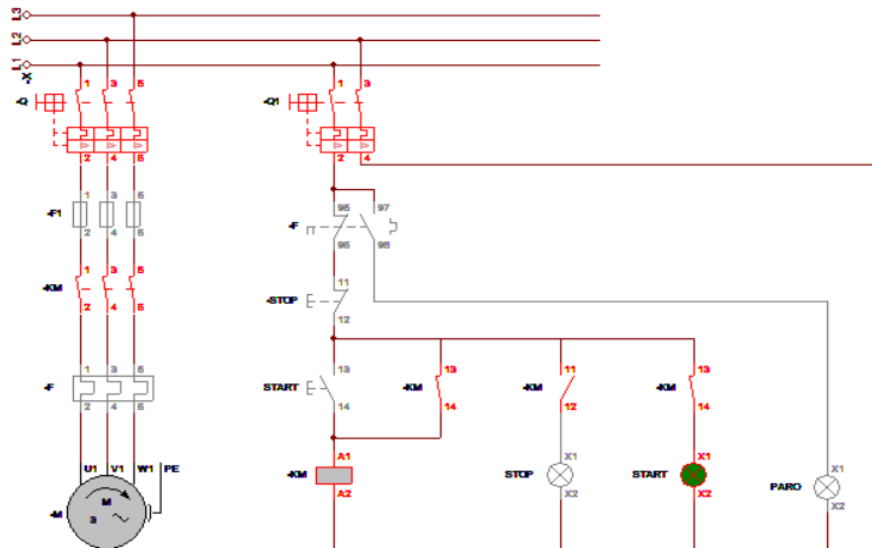 L3
L2
L1
-X
-Q 1 3 5
-Q1 1 3
2 4 6
2 4
-F1 1 3 5
2 4 6
-F 95 97
96 98
-KM 1 3 5
2 4 6
-STOP 11
12
-F 1 3 5
2 4 6
START 13
14
-KM 13
14
-KM 11
12
-KM 13
14
U1 V1 W1 PE
-M M
3
-KM A1
A2
STOP X1
X2
START X1
X2
PARO X1
X2